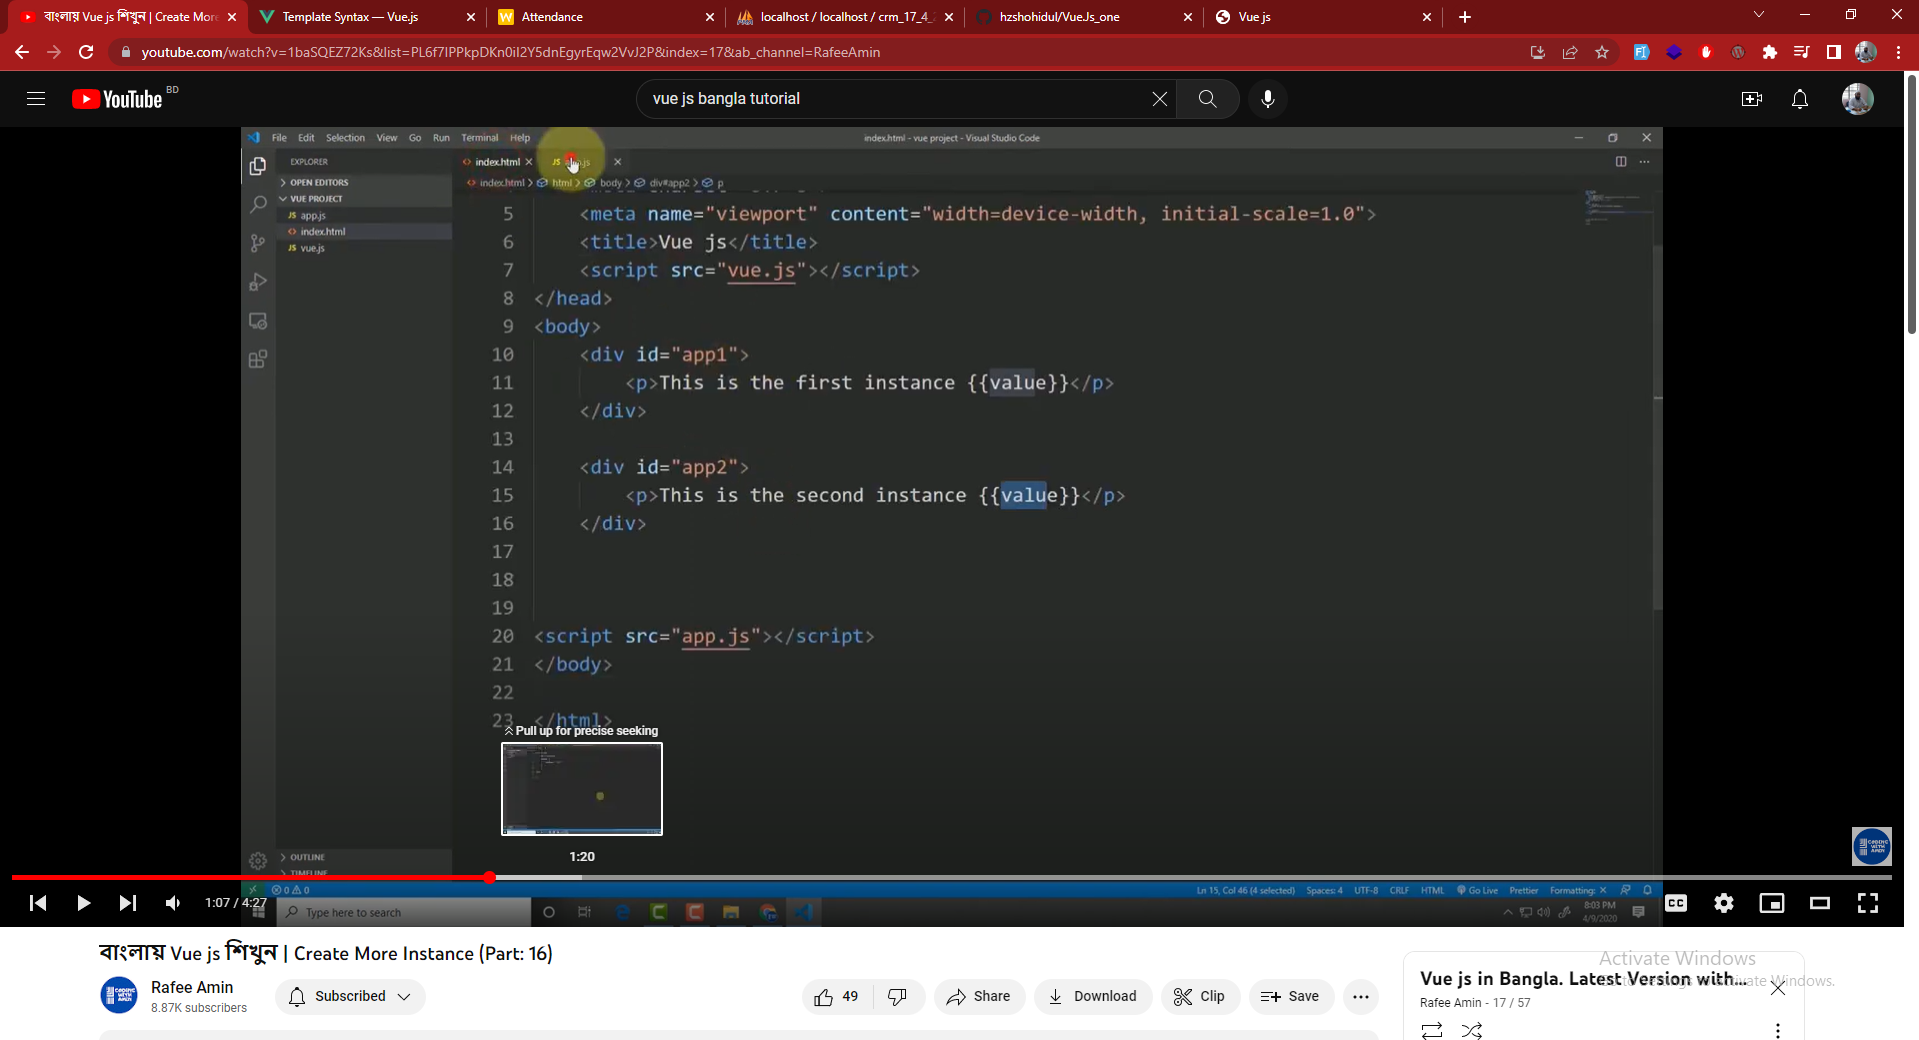 বাংলায় Vue js শিখুন | Create More
Template Syntax — Vue.js
Attendance
localhost / localhost / crm_17_4_
hzshohidul/VueJs_one
Vue js
youtube.com/watch?v=1baSQEZ72Ks&list=PL6f7IPPkpDKn0iI2Y5dnEgyrEqw2VvJ2P&index=17&ab_channel=RafeeAmin
YouTube BD
vue js bangla tutorial
File Edit Selection View Go Run Terminal Help
index.html - vue project - Visual Studio Code
EXPLORER
index.html
JS app.js
OPEN EDITORS
index.html > html > body > div#app2 > p
VUE PROJECT
JS app.js
index.html
JS vue.js
5 <meta name="viewport" content="width=device-width, initial-scale=1.0">
6 <title>Vue js</title>
7 <script src="vue.js"></script>
8 </head>
9 <body>
10 <div id="app1">
11 <p>This is the first instance {{value}}</p>
12 </div>
13
14 <div id="app2">
15 <p>This is the second instance {{value}}</p>
16 </div>
17
18
19
20 <script src="app.js"></script>
21 </body>
22
23 </html>
Pull up for precise seeking
1:20
CODING WITH AMIN
OUTLINE
TIMELINE
0 0
Ln 15, Col 46 (4 selected) Spaces: 4 UTF-8 CRLF HTML Go Live Prettier Formatting: ×
1:07 / 4:27
Type here to search
8:03 PM
4/9/2020
CC
বাংলায় Vue js শিখুন | Create More Instance (Part: 16)
Rafee Amin
8.87K subscribers
Subscribed
49
Share
Download
Clip
Save
Activate Windows
Go to Settings to activate Windows.
Vue js in Bangla. Latest Version with...
Rafee Amin - 17 / 57